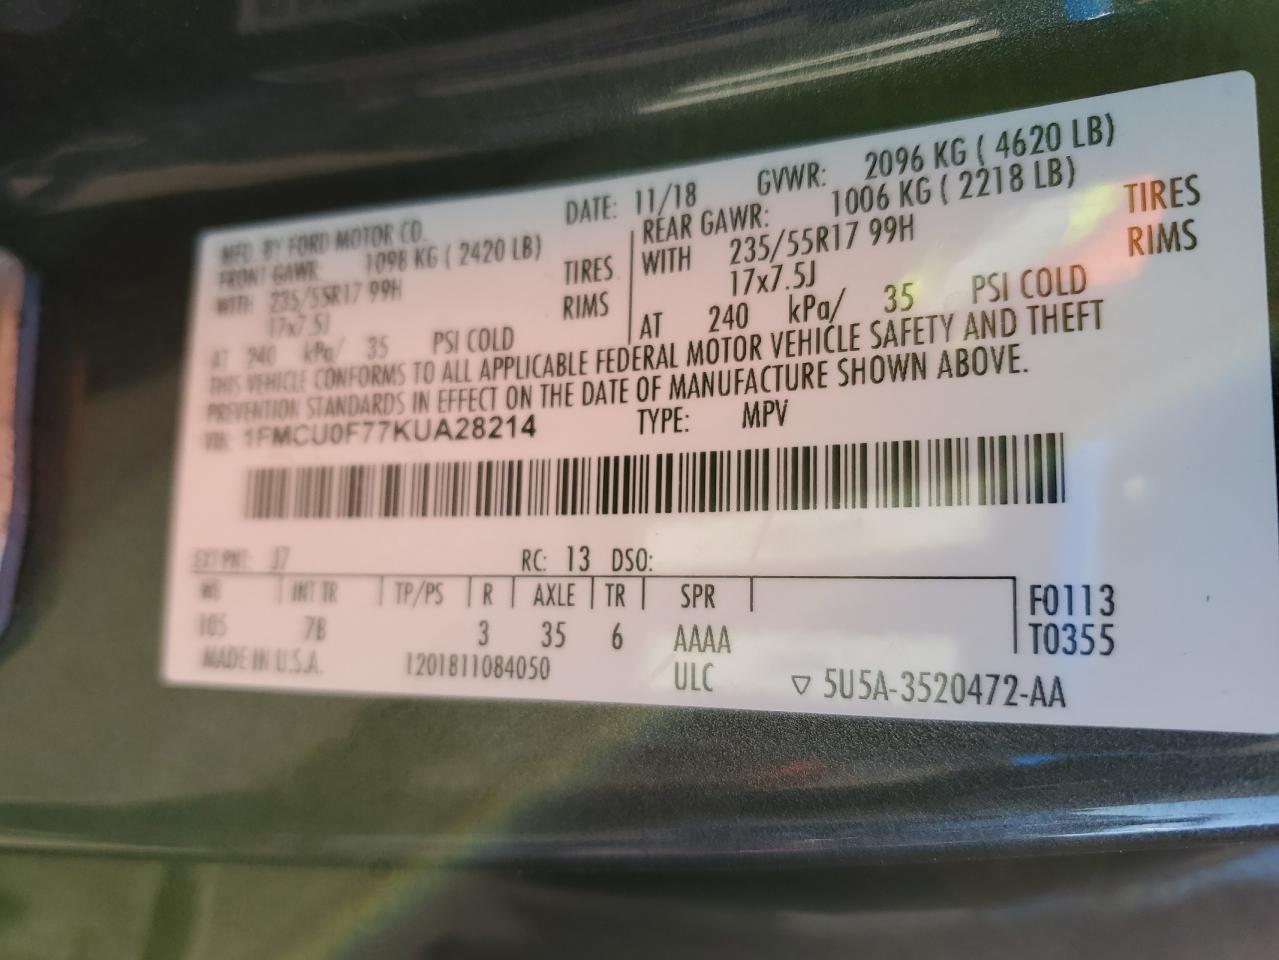 MFD. BY FORD MOTOR CO. DATE: 11/18 GVWR: 2096 KG ( 4620 LB)
FRONT GAWR: 1098 KG ( 2420 LB) REAR GAWR: 1006 KG ( 2218 LB)
WITH 235/55R17 99H TIRES WITH 235/55R17 99H TIRES
17x7.5J RIMS 17x7.5J RIMS
AT 240 kPa/ 35 PSI COLD AT 240 kPa/ 35 PSI COLD
THIS VEHICLE CONFORMS TO ALL APPLICABLE FEDERAL MOTOR VEHICLE SAFETY AND THEFT
PREVENTION STANDARDS IN EFFECT ON THE DATE OF MANUFACTURE SHOWN ABOVE.
VIN: 1FMCU0F77KUA28214 TYPE: MPV
EXT PNT: J7 RC: 13 DSO:
WB INT TR TP/PS R AXLE TR SPR F0113
105 7B 3 35 6 AAAA T0355
MADE IN U.S.A. 1201811084050 ULC ▽ 5U5A-3520472-AA